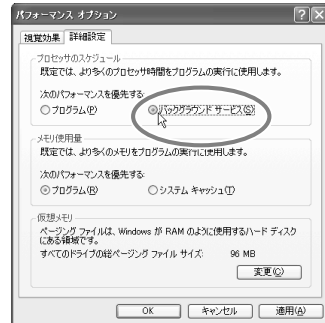 パフォーマンス オプション
視覚効果 詳細設定
プロセッサのスケジュール
既定では、より多くのプロセッサ時間をプログラムの実行に使用します。
次のパフォーマンスを優先する:
プログラム(P) バックグラウンド サービス(S)
メモリ使用量
既定では、より多くのメモリをプログラムの実行に使用します。
次のパフォーマンスを優先する:
プログラム(R) システム キャッシュ(T)
仮想メモリ
ページング ファイルは、Windows が RAM のように使用するハード ディスク
にある領域です。
すべてのドライブの総ページング ファイル サイズ: 96 MB
変更(C)
OK キャンセル 適用(A)